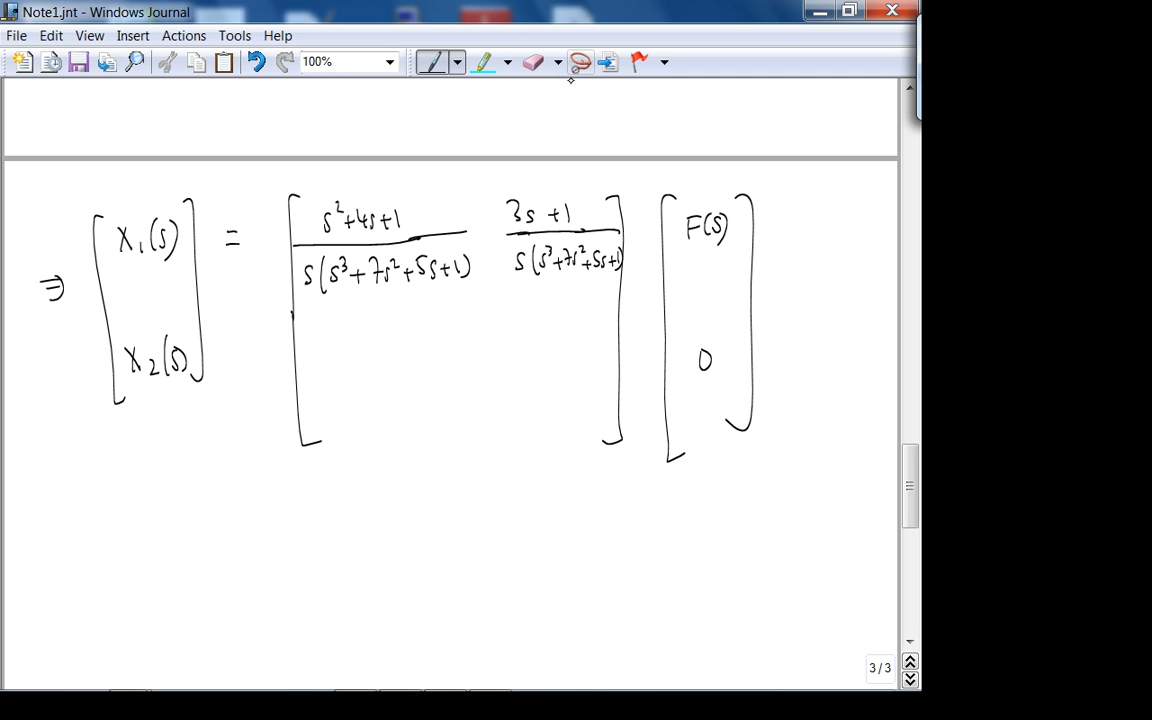 Note1.jnt - Windows Journal
File Edit View Insert Actions Tools Help
100%
⇒ [X₁(s) X₂(s)] = [s²+4s+1 / s(s³+7s²+5s+1) 3s+1 / s(s³+7s²+5s+1)] [F(s) 0]
3 / 3